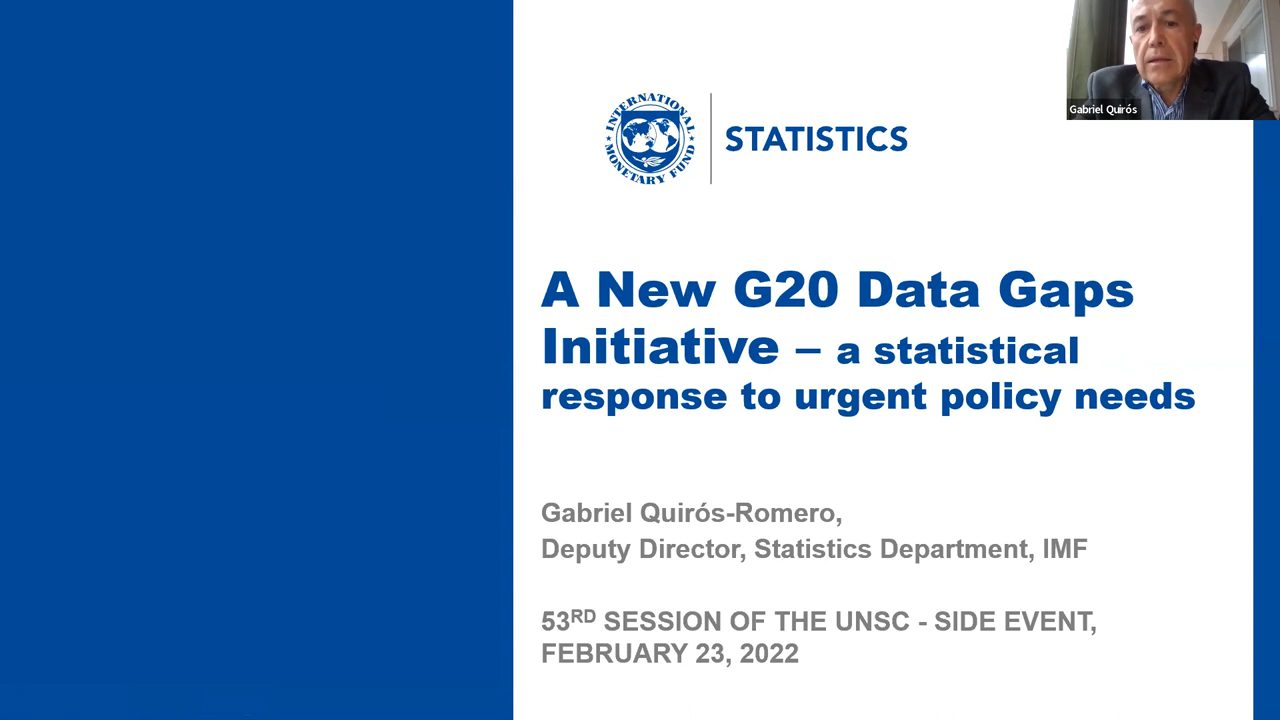 INTERNATIONAL
MONETARY FUND
STATISTICS
Gabriel Quirós
A New G20 Data Gaps
Initiative – a statistical
response to urgent policy needs
Gabriel Quirós-Romero,
Deputy Director, Statistics Department, IMF
53RD SESSION OF THE UNSC - SIDE EVENT,
FEBRUARY 23, 2022